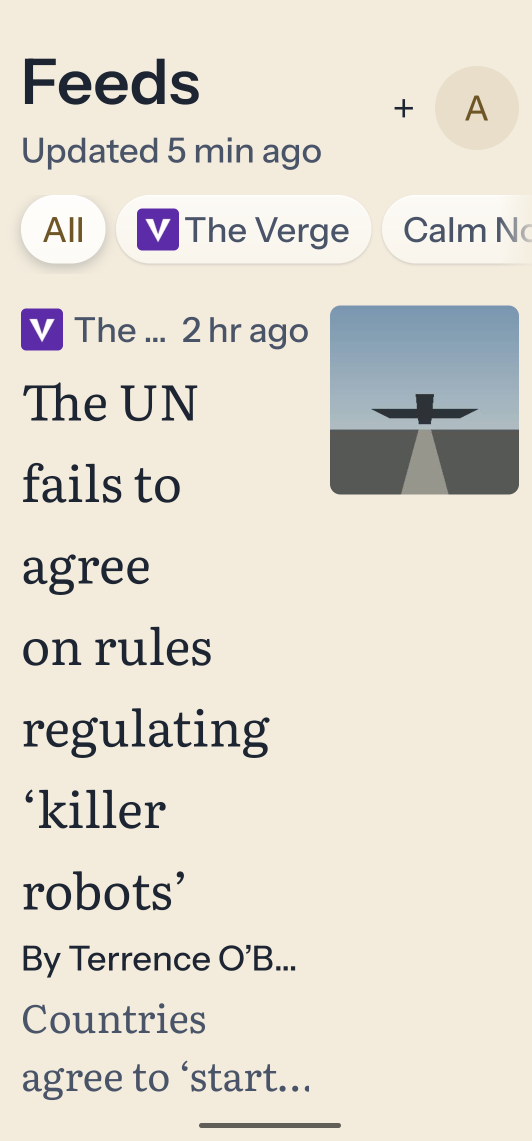 Feeds
Updated 5 min ago
+
A
All
The Verge
Calm No
The ... 2 hr ago
The UN
fails to
agree
on rules
regulating
‘killer
robots’
By Terrence O’B...
Countries
agree to ‘start...